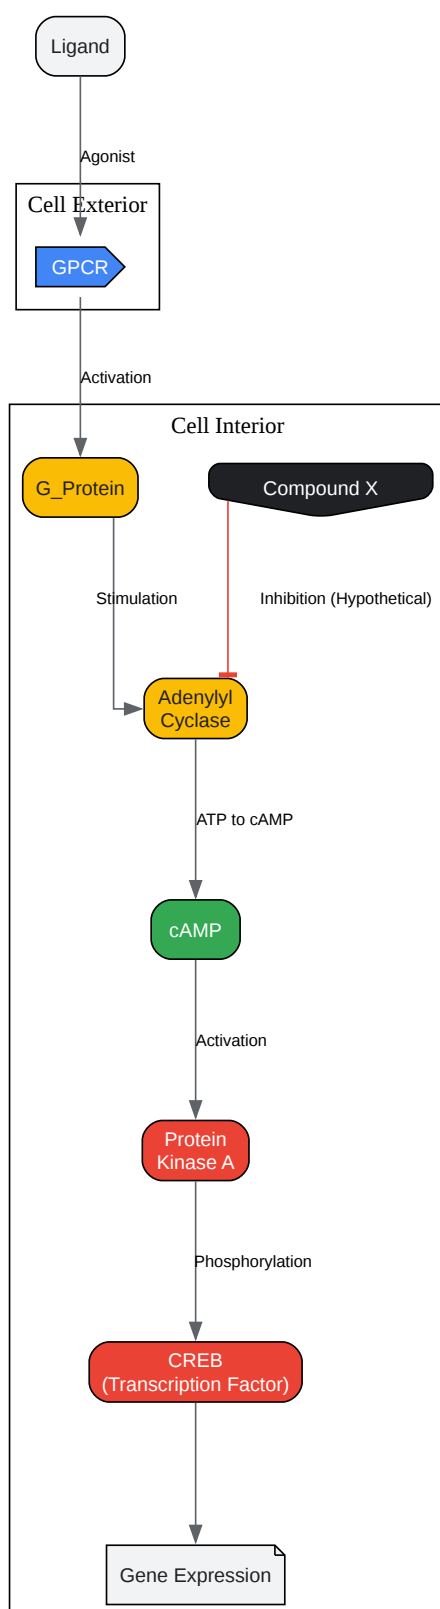 Ligand
Agonist
Cell Exterior
GPCR
Activation
Cell Interior
G_Protein
Compound X
Stimulation
Inhibition (Hypothetical)
Adenylyl
Cyclase
ATP to cAMP
cAMP
Activation
Protein
Kinase A
Phosphorylation
CREB
(Transcription Factor)
Gene Expression